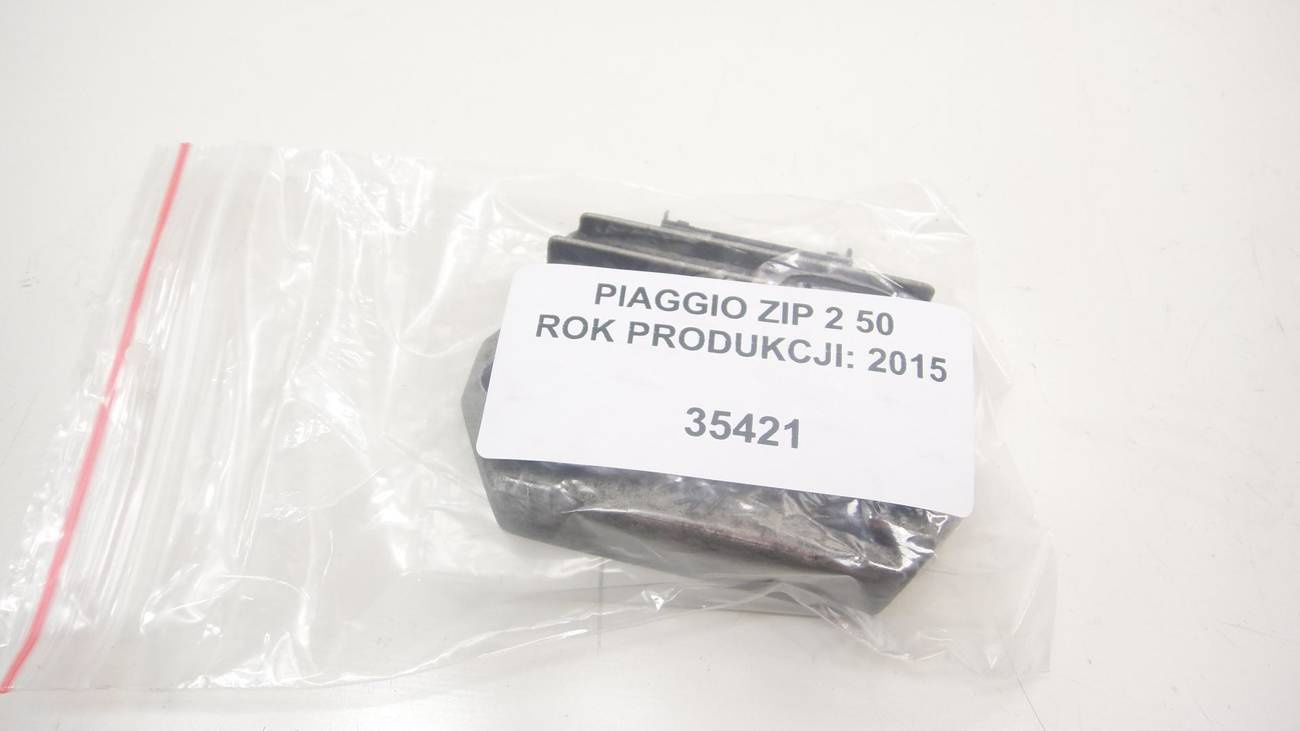 PIAGGIO ZIP 2 50
ROK PRODUKCJI: 2015
35421